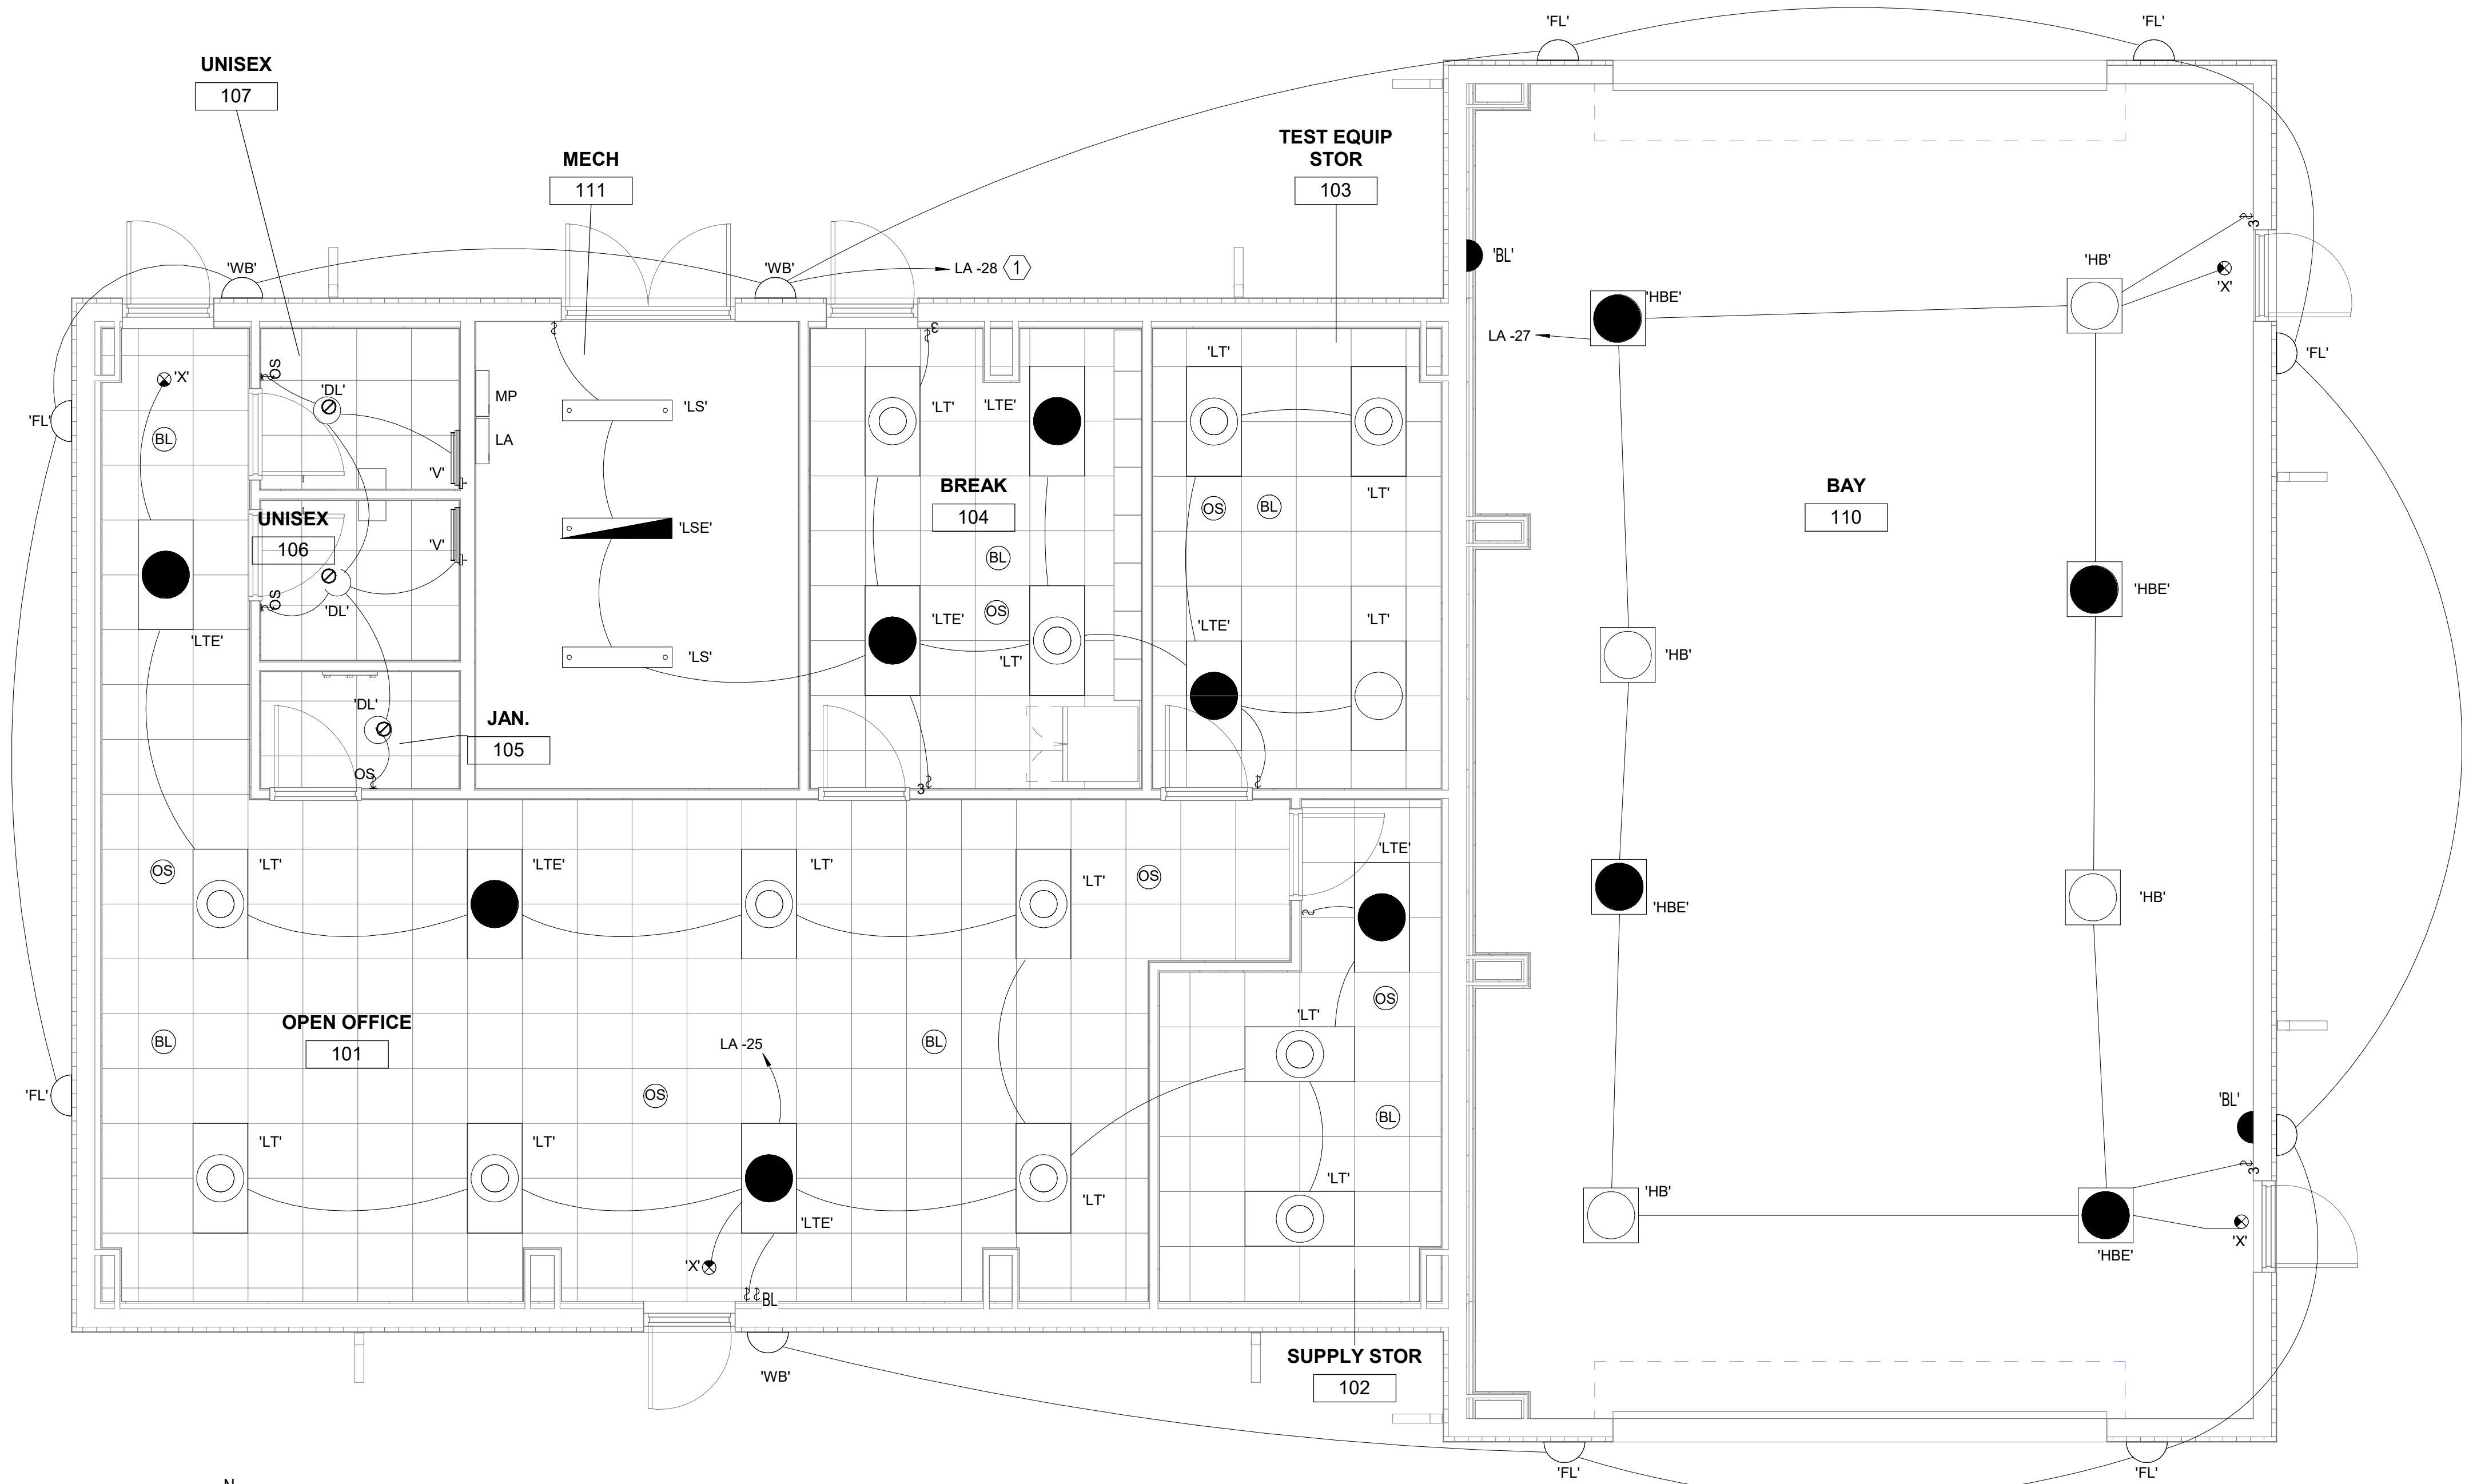 'FL'
'FL'
UNISEX
107
TEST EQUIP
STOR
103
MECH
111
'WB'
'WB'
LA -28
1
'BL'
'HB'
3
'X'
'HBE'
LA -27
3
'LT'
'FL'
OS
'X'
'DL'
MP
'LS'
'LT'
'LTE'
'FL'
BL
LA
'V'
BREAK
104
'LT'
BAY
110
OS
BL
UNISEX
106
'LSE'
'V'
BL
'HBE'
OS
'DL'
OS
'LTE'
'LTE'
'LT'
'LTE'
'LS'
'LT'
'HB'
'DL'
JAN.
105
OS
3
'LT'
'LTE'
'LT'
'LT'
'LTE'
OS
OS
'HB'
'HBE'
OS
OPEN OFFICE
101
BL
BL
LA -25
'LT'
OS
BL
'BL'
'LT'
'LT'
'LT'
3
'FL'
'LT'
'HB'
'LTE'
'X'
'X'
'HBE'
BL
'WB'
SUPPLY STOR
102
'FL'
'FL'
N